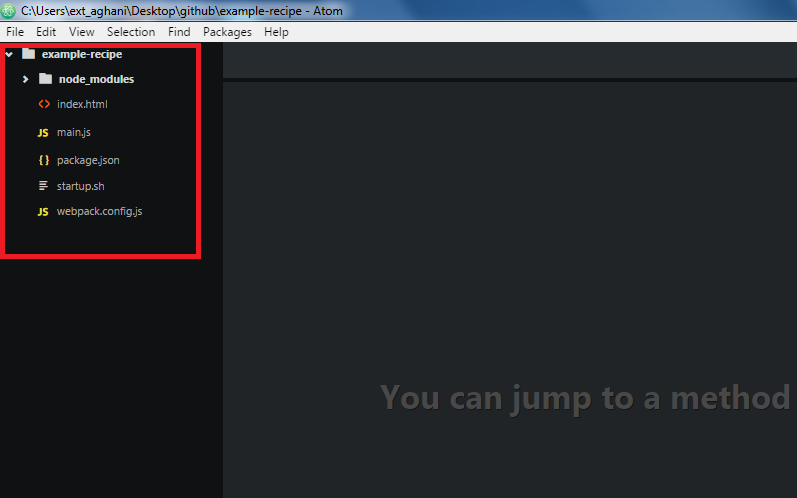 C:\Users\ext_aghani\Desktop\github\example-recipe - Atom
File Edit View Selection Find Packages Help
example-recipe
node_modules
<> index.html
JS main.js
{} package.json
startup.sh
JS webpack.config.js
You can jump to a method